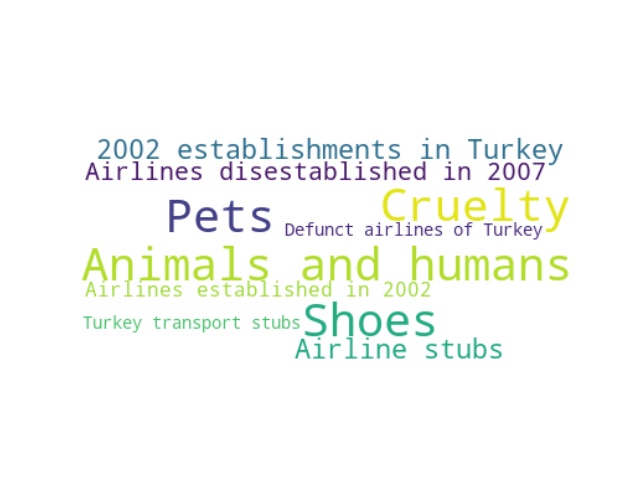 2002 establishments in Turkey
Airlines disestablished in 2007
Cruelty
Pets
Defunct airlines of Turkey
Animals and humans
Airlines established in 2002
Shoes
Turkey transport stubs
Airline stubs